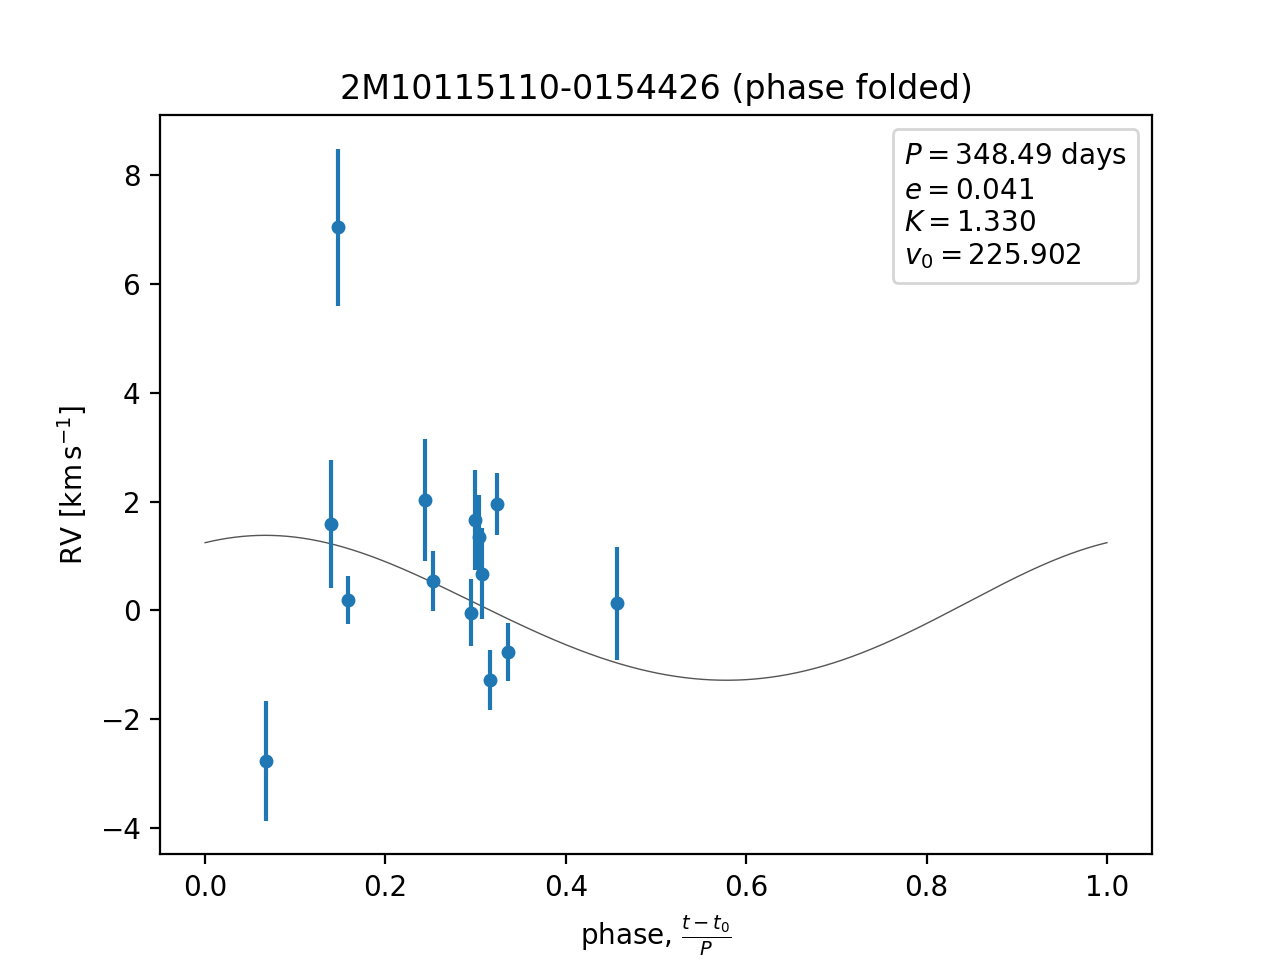 2M10115110-0154426 (phase folded)
P = 348.49 days
e = 0.041
K = 1.330
v₀ = 225.902
RV [km s⁻¹]
8
6
4
2
0
−2
−4
0.0 0.2 0.4 0.6 0.8 1.0
phase, (t − t₀)/P